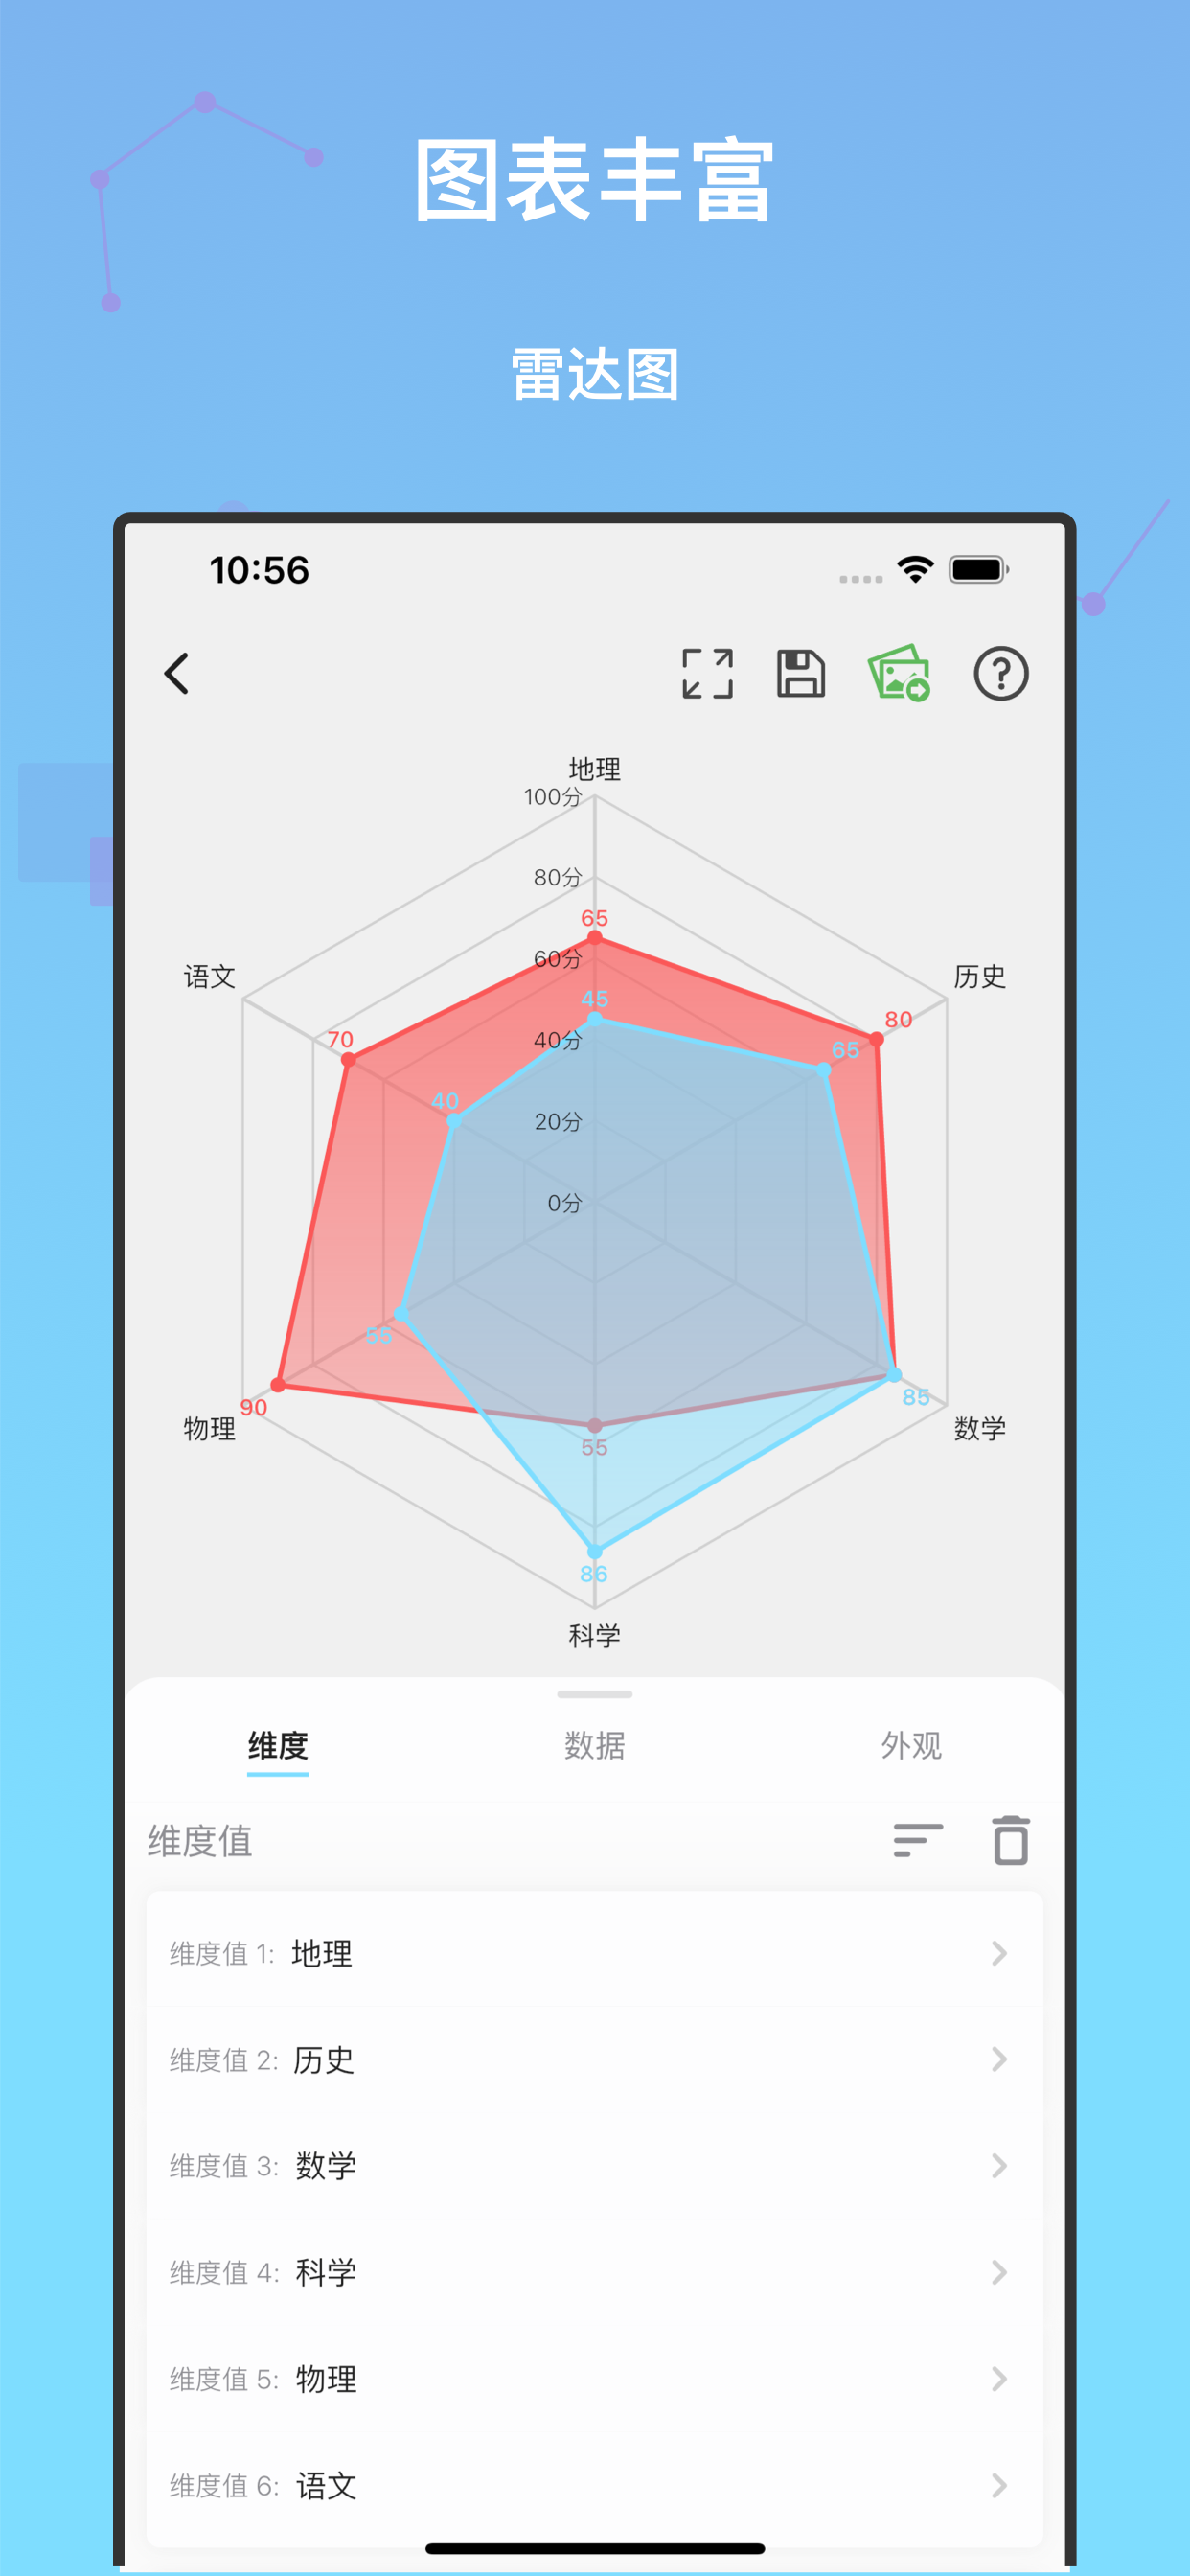 图表丰富
雷达图
10:56
地理
100分
80分
65
60分
语文
历史
45
80
70
40分
65
40
20分
0分
55
85
90
物理
数学
55
86
科学
维度
数据
外观
维度值
维度值 1: 地理
维度值 2: 历史
维度值 3: 数学
维度值 4: 科学
维度值 5: 物理
维度值 6: 语文